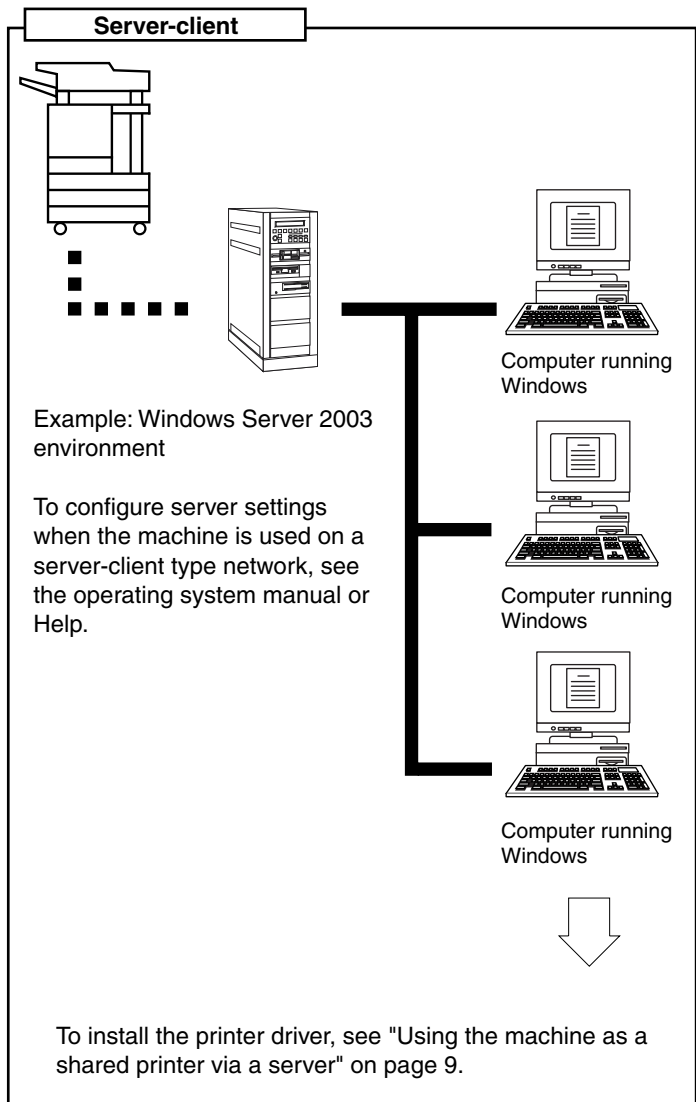 Server-client
Computer running
Windows
Example: Windows Server 2003
environment
To configure server settings
when the machine is used on a
server-client type network, see
the operating system manual or
Help.
Computer running
Windows
Computer running
Windows
To install the printer driver, see "Using the machine as a
shared printer via a server" on page 9.